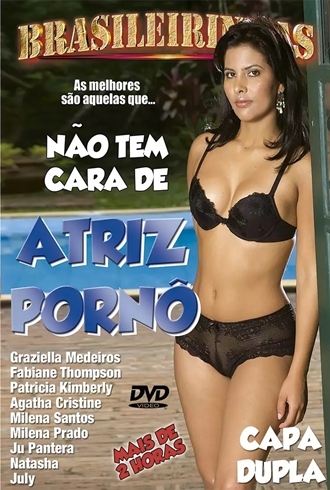 BRASILEIRINHAS
As melhores
são aquelas que...
NÃO TEM
CARA DE
ATRIZ
PORNÔ
Graziella Medeiros
Fabiane Thompson
Patricia Kimberly
Agatha Cristine
Milena Santos
Milena Prado
Ju Pantera
Natasha
July
DVD
VIDEO
MAIS DE
2 HORAS
CAPA
DUPLA